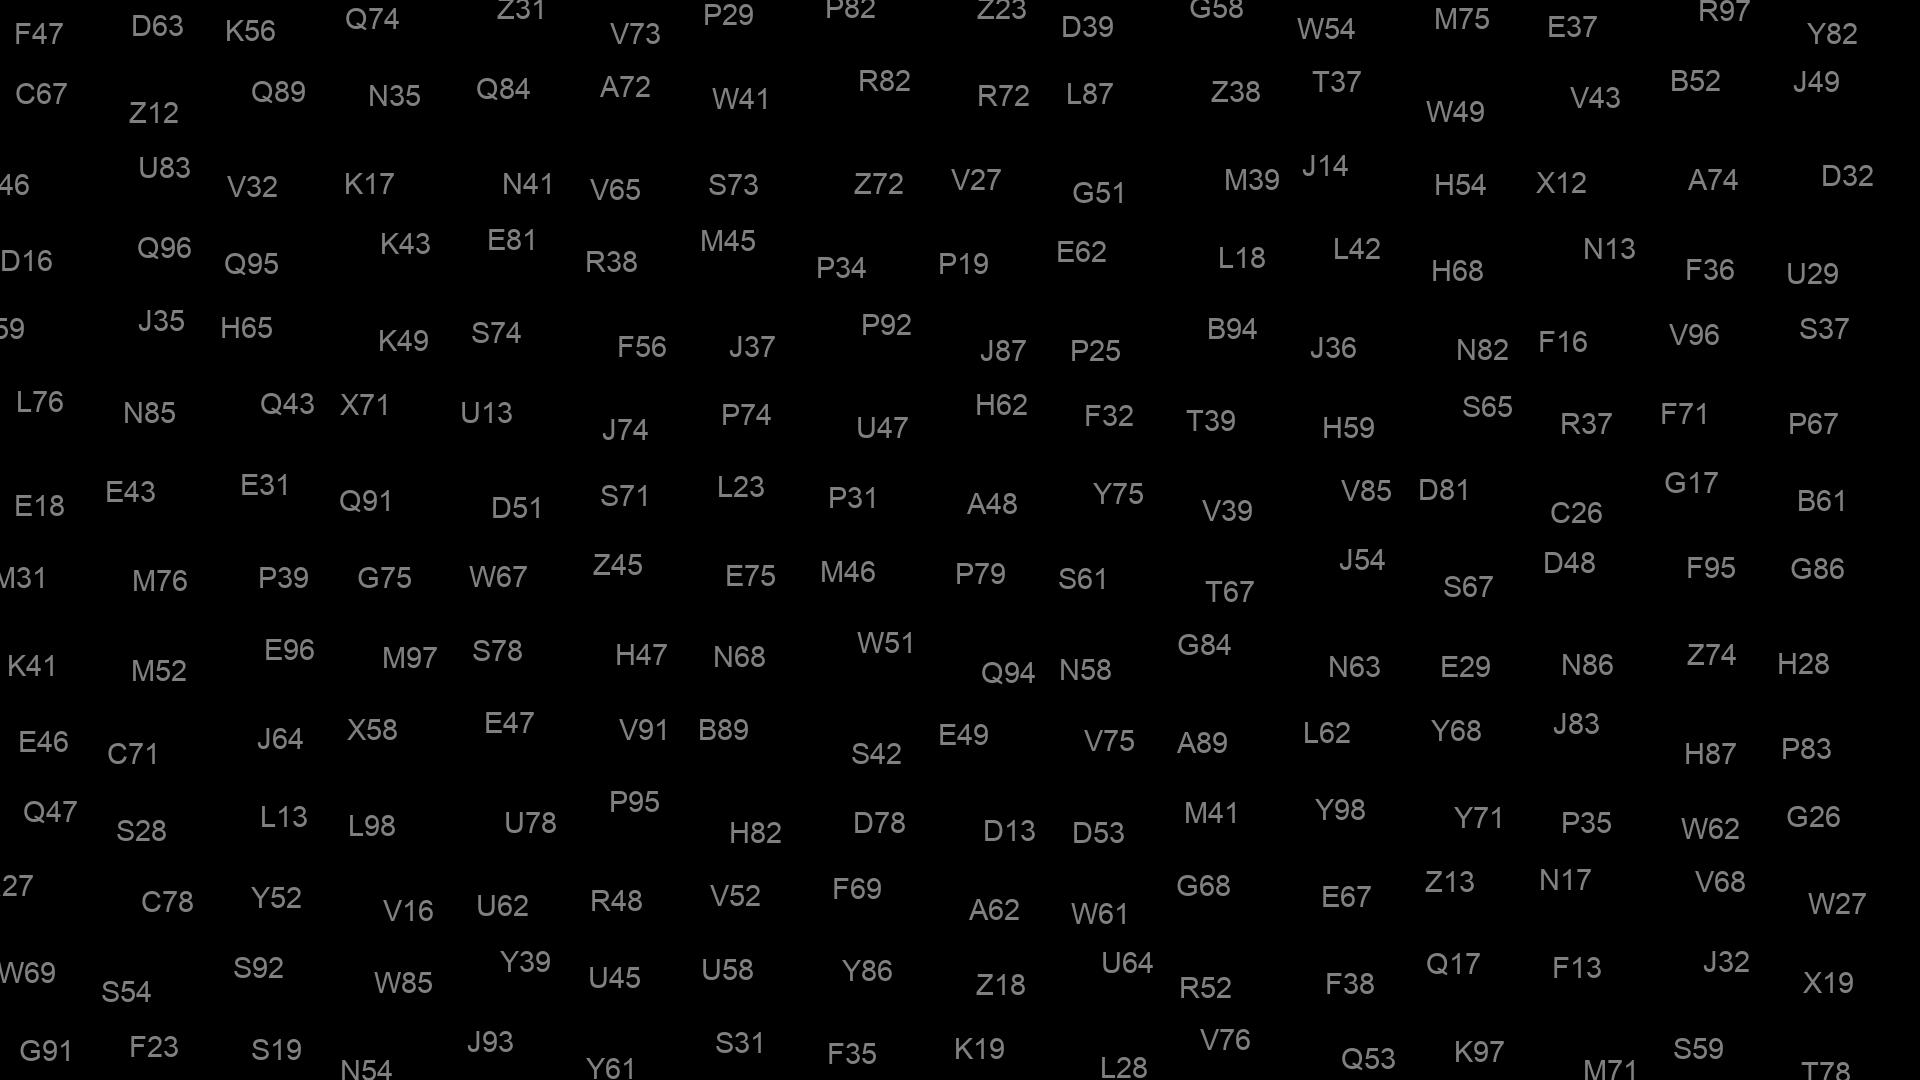 F47 D63 K56 Q74 Z31 V73 P29 P82 Z23 D39 G58 W54 M75 E37 R97 Y82
C67 Z12 Q89 N35 Q84 A72 W41 R82 R72 L87 Z38 T37 W49 V43 B52 J49
46 U83 V32 K17 N41 V65 S73 Z72 V27 G51 M39 J14 H54 X12 A74 D32
D16 Q96 Q95 K43 E81 R38 M45 P34 P19 E62 L18 L42 H68 N13 F36 U29
59 J35 H65 K49 S74 F56 J37 P92 J87 P25 B94 J36 N82 F16 V96 S37
L76 N85 Q43 X71 U13 J74 P74 U47 H62 F32 T39 H59 S65 R37 F71 P67
E18 E43 E31 Q91 D51 S71 L23 P31 A48 Y75 V39 V85 D81 C26 G17 B61
M31 M76 P39 G75 W67 Z45 E75 M46 P79 S61 T67 J54 S67 D48 F95 G86
K41 M52 E96 M97 S78 H47 N68 W51 Q94 N58 G84 N63 E29 N86 Z74 H28
E46 C71 J64 X58 E47 V91 B89 S42 E49 V75 A89 L62 Y68 J83 H87 P83
Q47 S28 L13 L98 U78 P95 H82 D78 D13 D53 M41 Y98 Y71 P35 W62 G26
27 C78 Y52 V16 U62 R48 V52 F69 A62 W61 G68 E67 Z13 N17 V68 W27
W69 S54 S92 W85 Y39 U45 U58 Y86 Z18 U64 R52 F38 Q17 F13 J32 X19
G91 F23 S19 N54 J93 Y61 S31 F35 K19 L28 V76 Q53 K97 M71 S59 T78